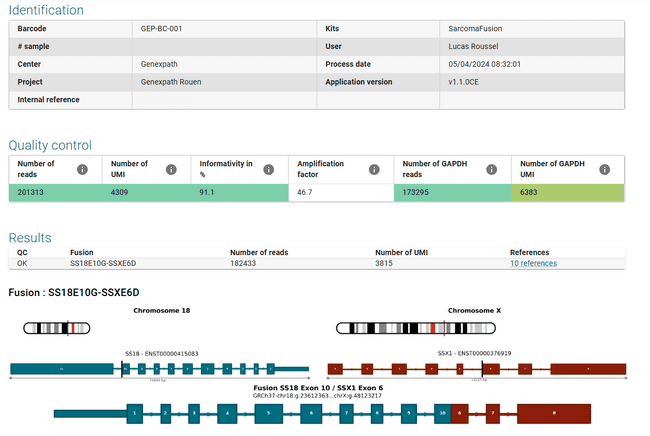 Identification
Barcode GEP-BC-001 Kits SarcomaFusion
# sample User Lucas Roussel
Center Genexpath Process date 05/04/2024 08:32:01
Project Genexpath Rouen Application version v1.1.0CE
Internal reference
Quality control
Number of reads Number of UMI Informativity in % Amplification factor Number of GAPDH reads Number of GAPDH UMI
201313 4309 91.1 46.7 173295 6383
Results
QC Fusion Number of reads Number of UMI References
OK SS18E10G-SSXE6D 182433 3815 10 references
Fusion : SS18E10G-SSXE6D
Chromosome 18 Chromosome X
SS18 - ENST00000415083 SSX1 - ENST00000376919
Fusion SS18 Exon 10 / SSX1 Exon 6
GRCh37-chr18:g.23612363...chrX:g.48123217
1 2 3 4 5 6 7 8 9 10 6 7 8